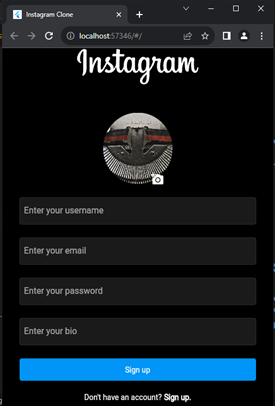 Instagram Clone
localhost:57346/#/
Instagram
Enter your username
Enter your email
Enter your password
Enter your bio
Sign up
Don't have an account? Sign up.